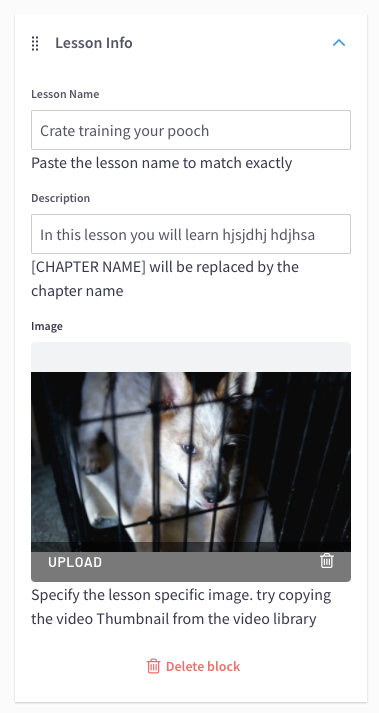 Lesson Info
Lesson Name
Crate training your pooch
Paste the lesson name to match exactly
Description
In this lesson you will learn hjsjdhj hdjhsa
[CHAPTER NAME] will be replaced by the
chapter name
Image
UPLOAD
Specify the lesson specific image. try copying
the video Thumbnail from the video library
Delete block